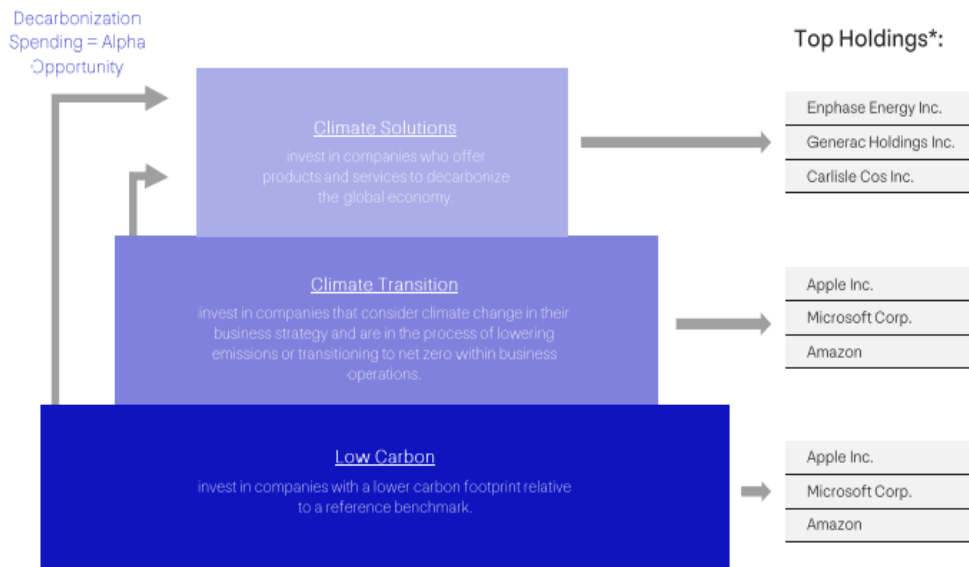 Decarbonization
Spending = Alpha
Opportunity
Top Holdings*:
Climate Solutions
invest in companies who offer
products and services to decarbonize
the global economy.
Enphase Energy Inc.
Generac Holdings Inc.
Carlisle Cos Inc.
Climate Transition
invest in companies that consider climate change in their
business strategy and are in the process of lowering
emissions or transitioning to net zero within business
operations.
Apple Inc.
Microsoft Corp.
Amazon
Low Carbon
invest in companies with a lower carbon footprint relative
to a reference benchmark.
Apple Inc.
Microsoft Corp.
Amazon